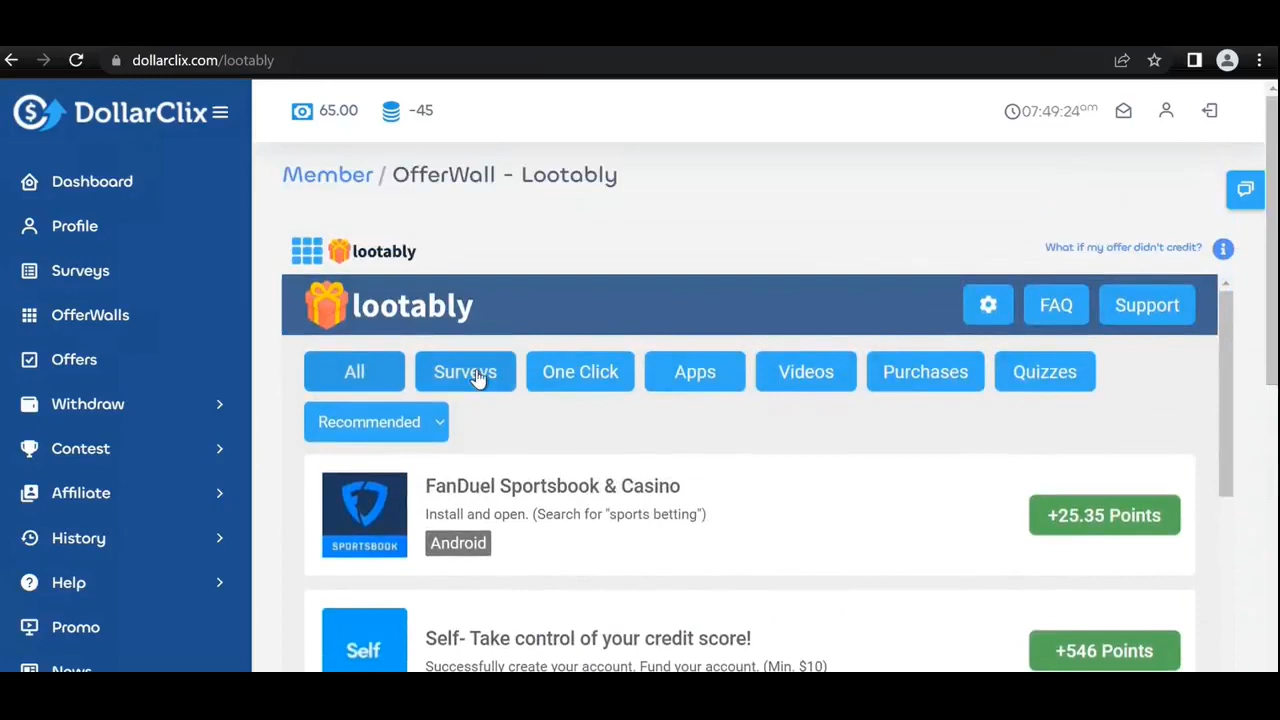 dollarclix.com/lootably
DollarClix
65.00
-45
07:49:24am
Member / OfferWall - Lootably
Dashboard
Profile
Surveys
OfferWalls
Offers
Withdraw
Contest
Affiliate
History
Help
Promo
News
lootably
What if my offer didn't credit?
lootably
FAQ
Support
All
Surveys
One Click
Apps
Videos
Purchases
Quizzes
Recommended
SPORTSBOOK
FanDuel Sportsbook & Casino
Install and open. (Search for "sports betting")
Android
+25.35 Points
Self
Self- Take control of your credit score!
Successfully create your account. Fund your account. (Min. $10)
+546 Points